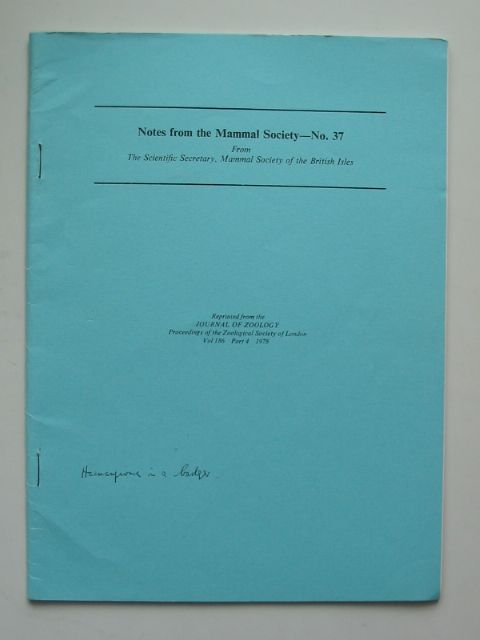 Notes from the Mammal Society—No. 37
From
The Scientific Secretary, Mammal Society of the British Isles
Reprinted from the
JOURNAL OF ZOOLOGY
Proceedings of the Zoological Society of London
Vol 186 Part 4 1978
in a badger